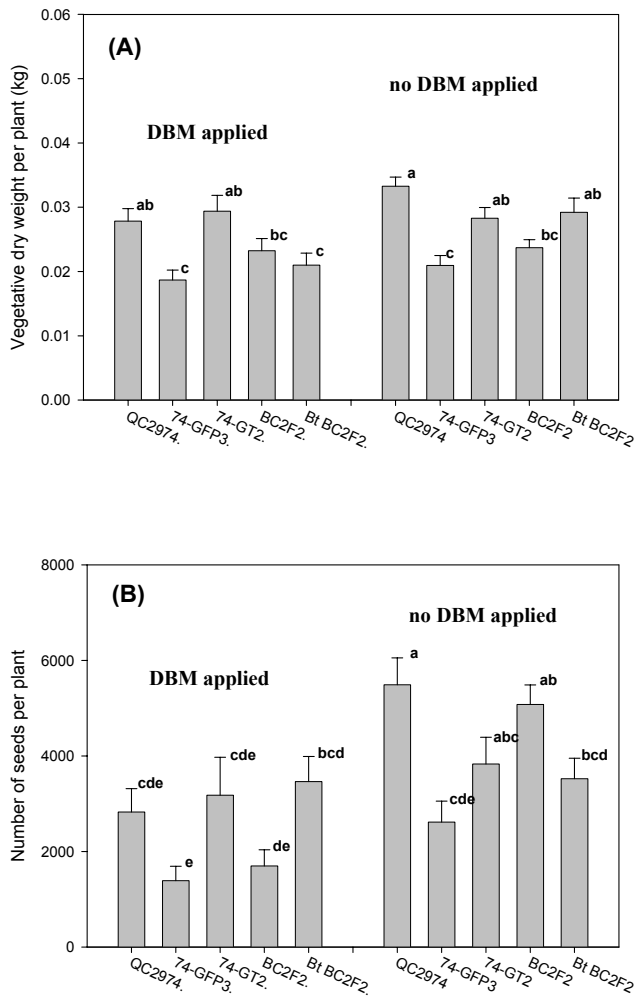 (A)
Vegetative dry weight per plant (kg)
0.06
0.05
0.04
0.03
0.02
0.01
0.00
DBM applied
no DBM applied
ab
c
ab
bc
c
a
c
ab
bc
ab
QC2974.
74-GFP3.
74-GT2.
BC2F2.
Bt BC2F2.
QC2974
74-GFP3
74-GT2
BC2F2
Bt BC2F2
(B)
Number of seeds per plant
8000
6000
4000
2000
0
DBM applied
no DBM applied
cde
e
cde
de
bcd
a
cde
abc
ab
bcd
QC2974.
74-GFP3.
74-GT2.
BC2F2.
Bt BC2F2.
QC2974
74-GFP3
74-GT2
BC2F2
Bt BC2F2